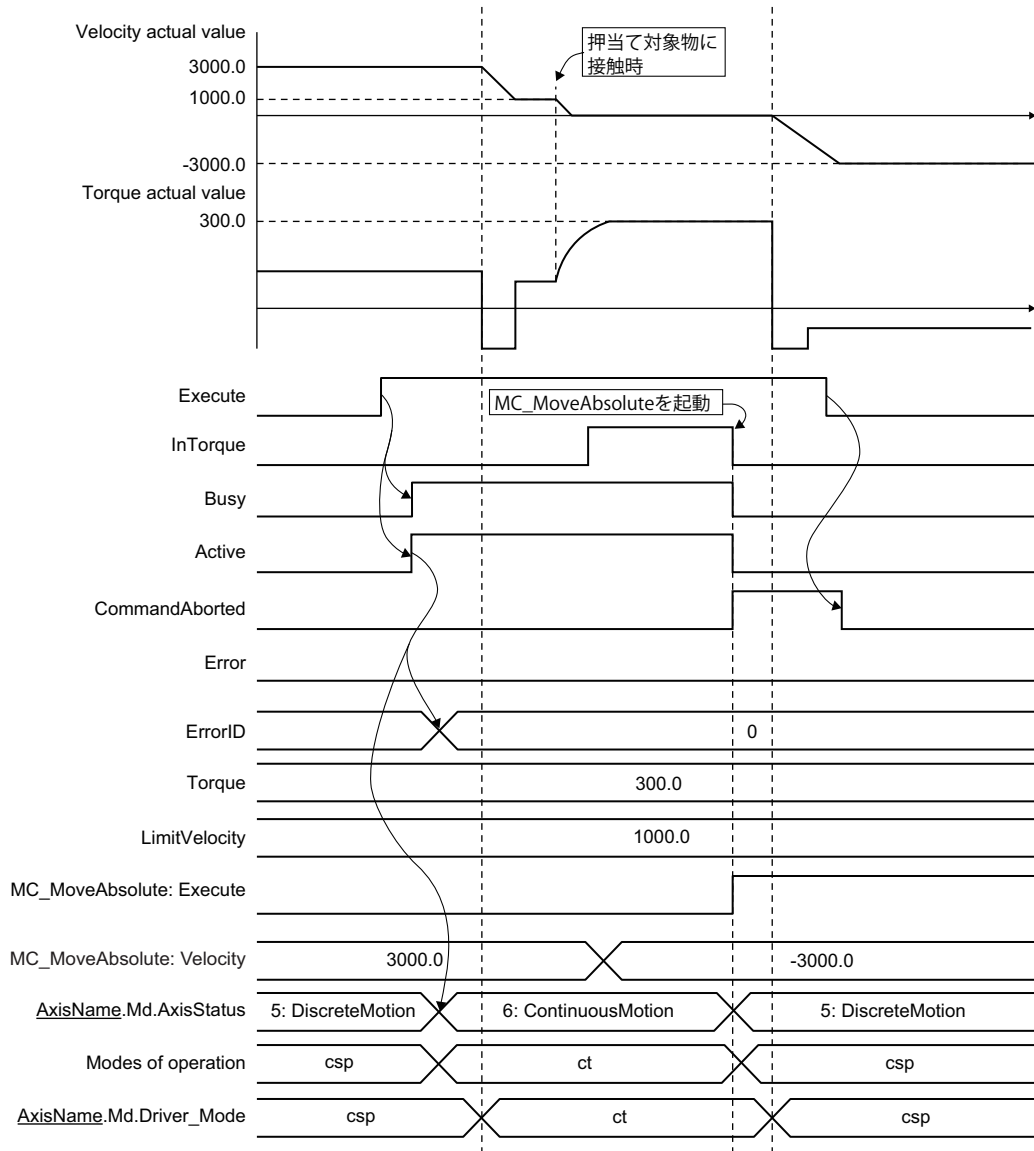 Velocity actual value
押当て対象物に
接触時
3000.0
1000.0
-3000.0
Torque actual value
300.0
Execute
MC_MoveAbsoluteを起動
InTorque
Busy
Active
CommandAborted
Error
ErrorID
0
Torque
300.0
LimitVelocity
1000.0
MC_MoveAbsolute: Execute
MC_MoveAbsolute: Velocity
3000.0
-3000.0
AxisName.Md.AxisStatus
5: DiscreteMotion
6: ContinuousMotion
5: DiscreteMotion
Modes of operation
csp
ct
csp
AxisName.Md.Driver_Mode
csp
ct
csp